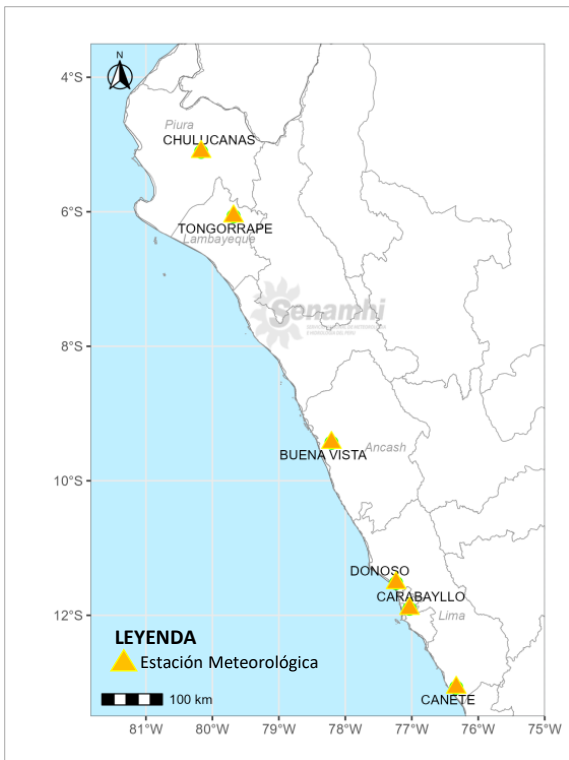 N
4°S
Piura
CHULUCANAS
6°S
TONGORRAPE
Lambayeque
Senamhi
8°S
BUENA VISTA
Ancash
10°S
DONOSO
CARABAYLLO
12°S
Lima
LEYENDA
Estación Meteorológica
100 km
CANETE
81°W
80°W
79°W
78°W
77°W
76°W
75°W